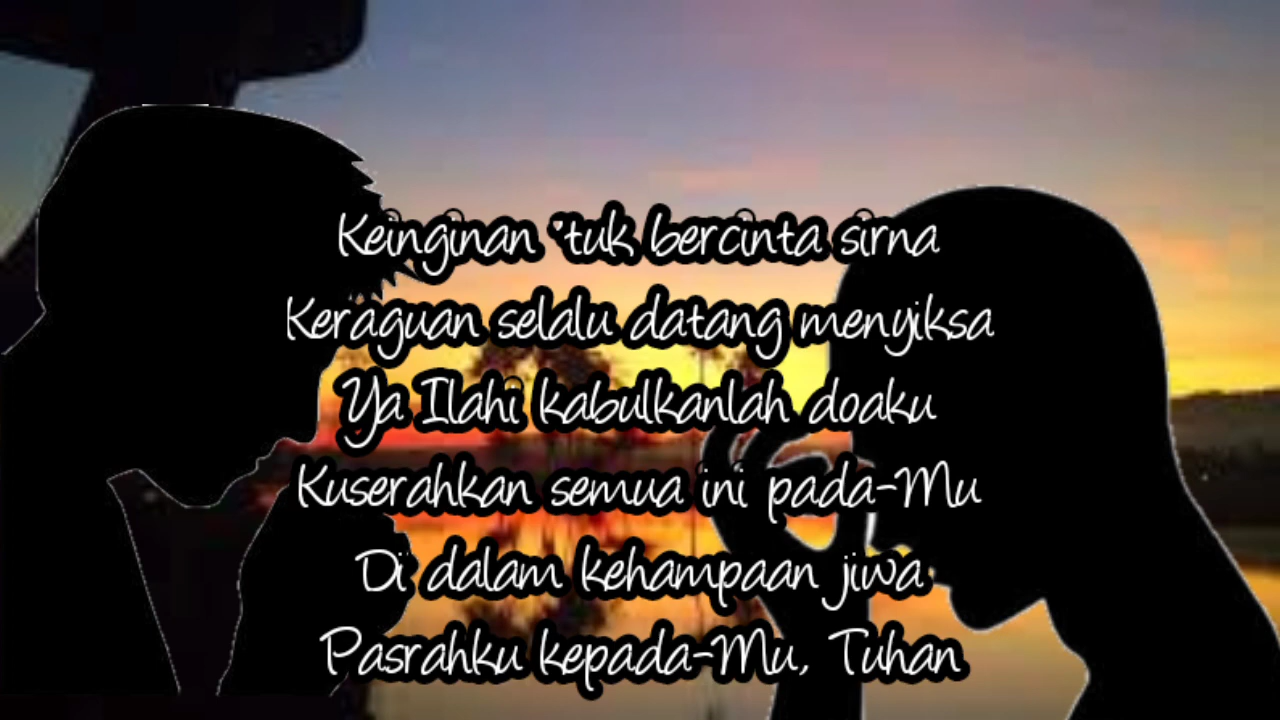 Keinginan 'tuk bercinta sirna
Keraguan selalu datang menyiksa
Ya Ilahi kabulkanlah doaku
Kuserahkan semua ini pada-Mu
Di dalam kehampaan jiwa
Pasrahku kepada-Mu, Tuhan